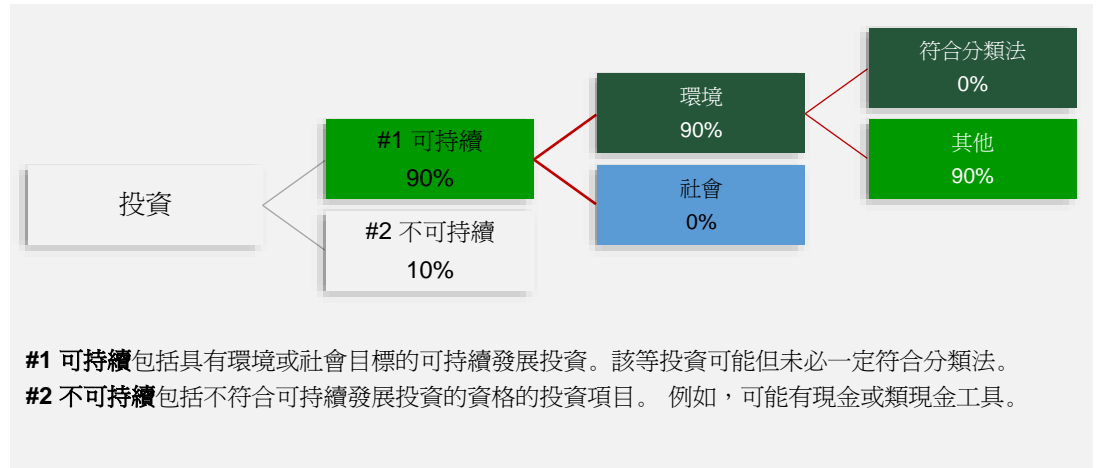 投資
#1 可持續
90%
#2 不可持續
10%
環境
90%
社會
0%
符合分類法
0%
其他
90%
#1 可持續包括具有環境或社會目標的可持續發展投資。該等投資可能但未必一定符合分類法。
#2 不可持續包括不符合可持續發展投資的資格的投資項目。 例如，可能有現金或類現金工具。